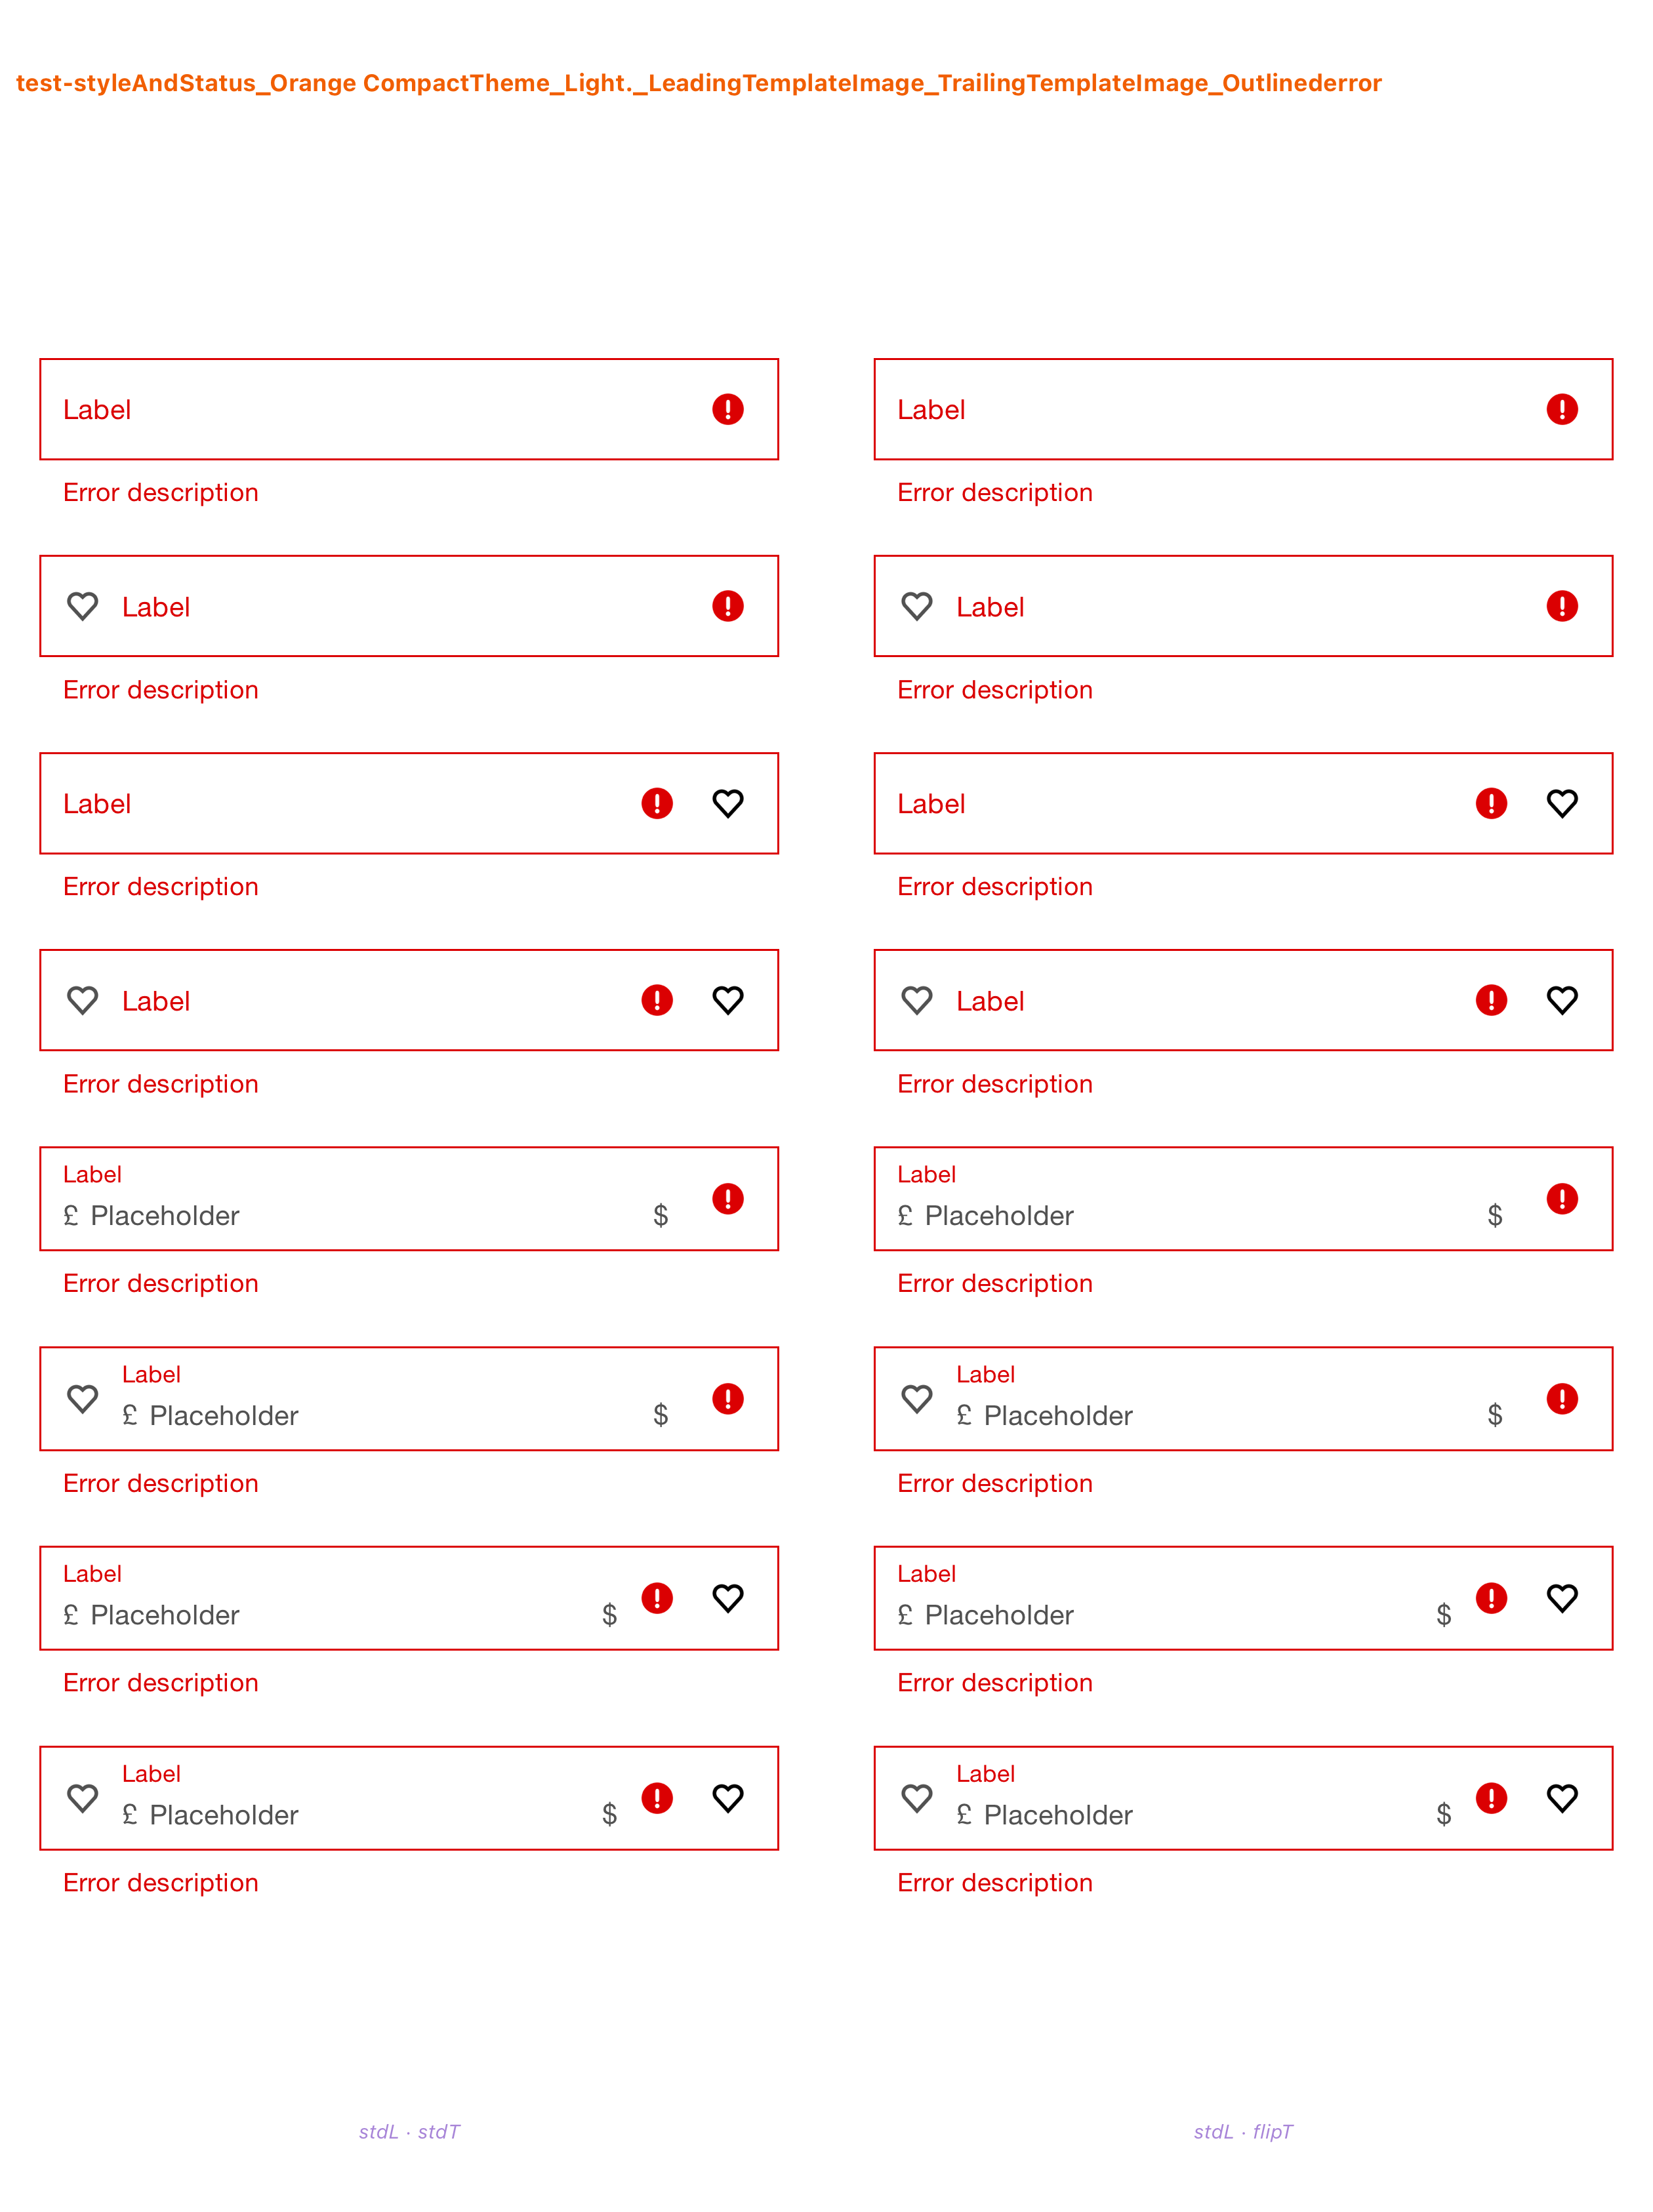 test-styleAndStatus_Orange CompactTheme_Light._LeadingTemplateImage_TrailingTemplateImage_Outlinederror
Label
Error description
Label
Error description
Label
Error description
Label
Error description
Label
£ Placeholder $
Error description
Label
£ Placeholder $
Error description
Label
£ Placeholder $
Error description
Label
£ Placeholder $
Error description
stdL · stdT
Label
Error description
Label
Error description
Label
Error description
Label
Error description
Label
£ Placeholder $
Error description
Label
£ Placeholder $
Error description
Label
£ Placeholder $
Error description
Label
£ Placeholder $
Error description
stdL · flipT